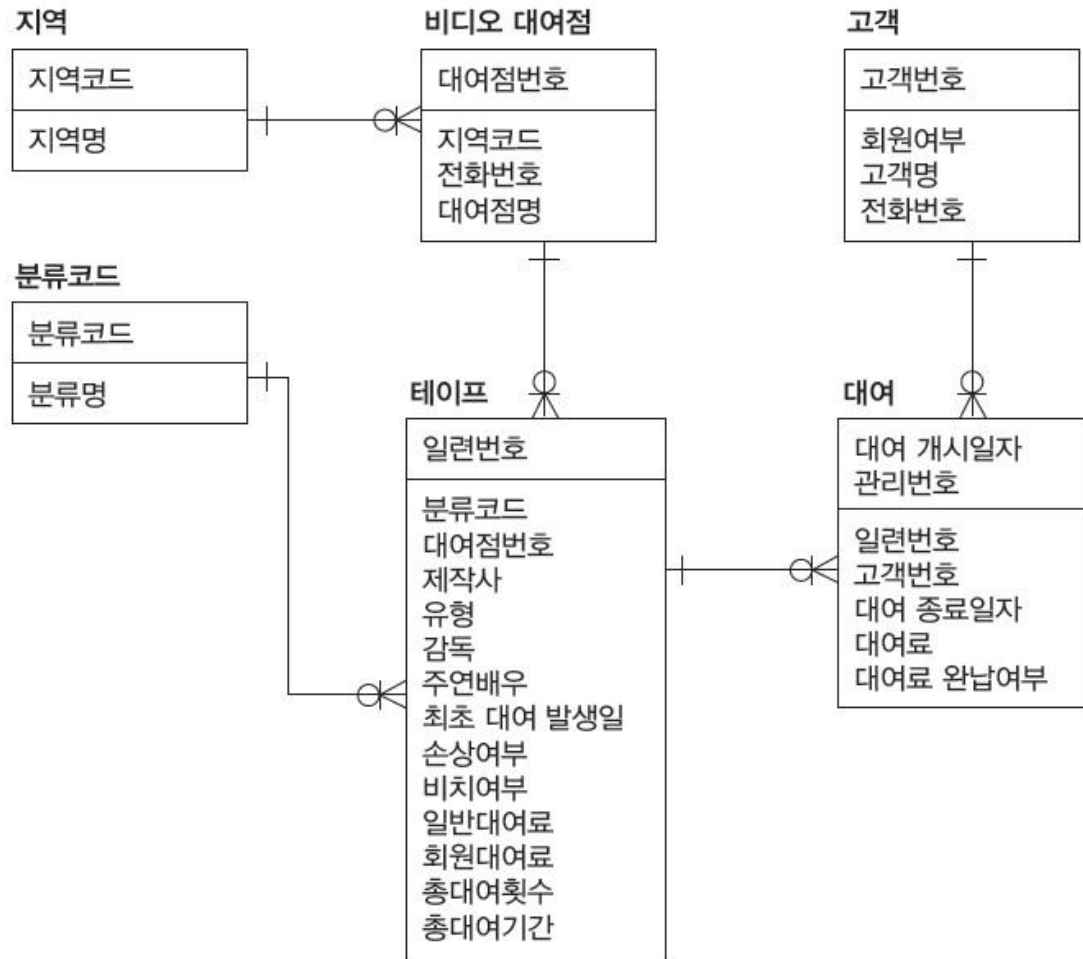 지역
지역코드
지역명
비디오 대여점
대여점번호
지역코드
전화번호
대여점명
고객
고객번호
회원여부
고객명
전화번호
분류코드
분류코드
분류명
테이프
일련번호
분류코드
대여점번호
제작사
유형
감독
주연배우
최초 대여 발생일
손상여부
비치여부
일반대여료
회원대여료
총대여횟수
총대여기간
대여
대여 개시일자
관리번호
일련번호
고객번호
대여 종료일자
대여료
대여료 완납여부